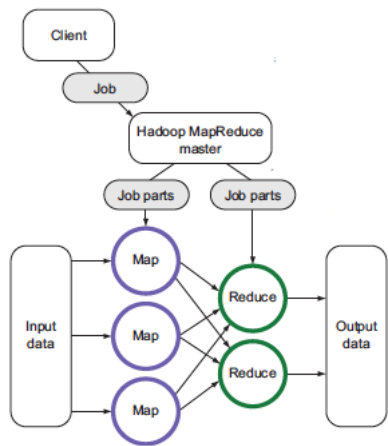 Client
Job
Hadoop MapReduce
master
Job parts
Job parts
Map
Reduce
Input
data
Map
Output
data
Reduce
Map